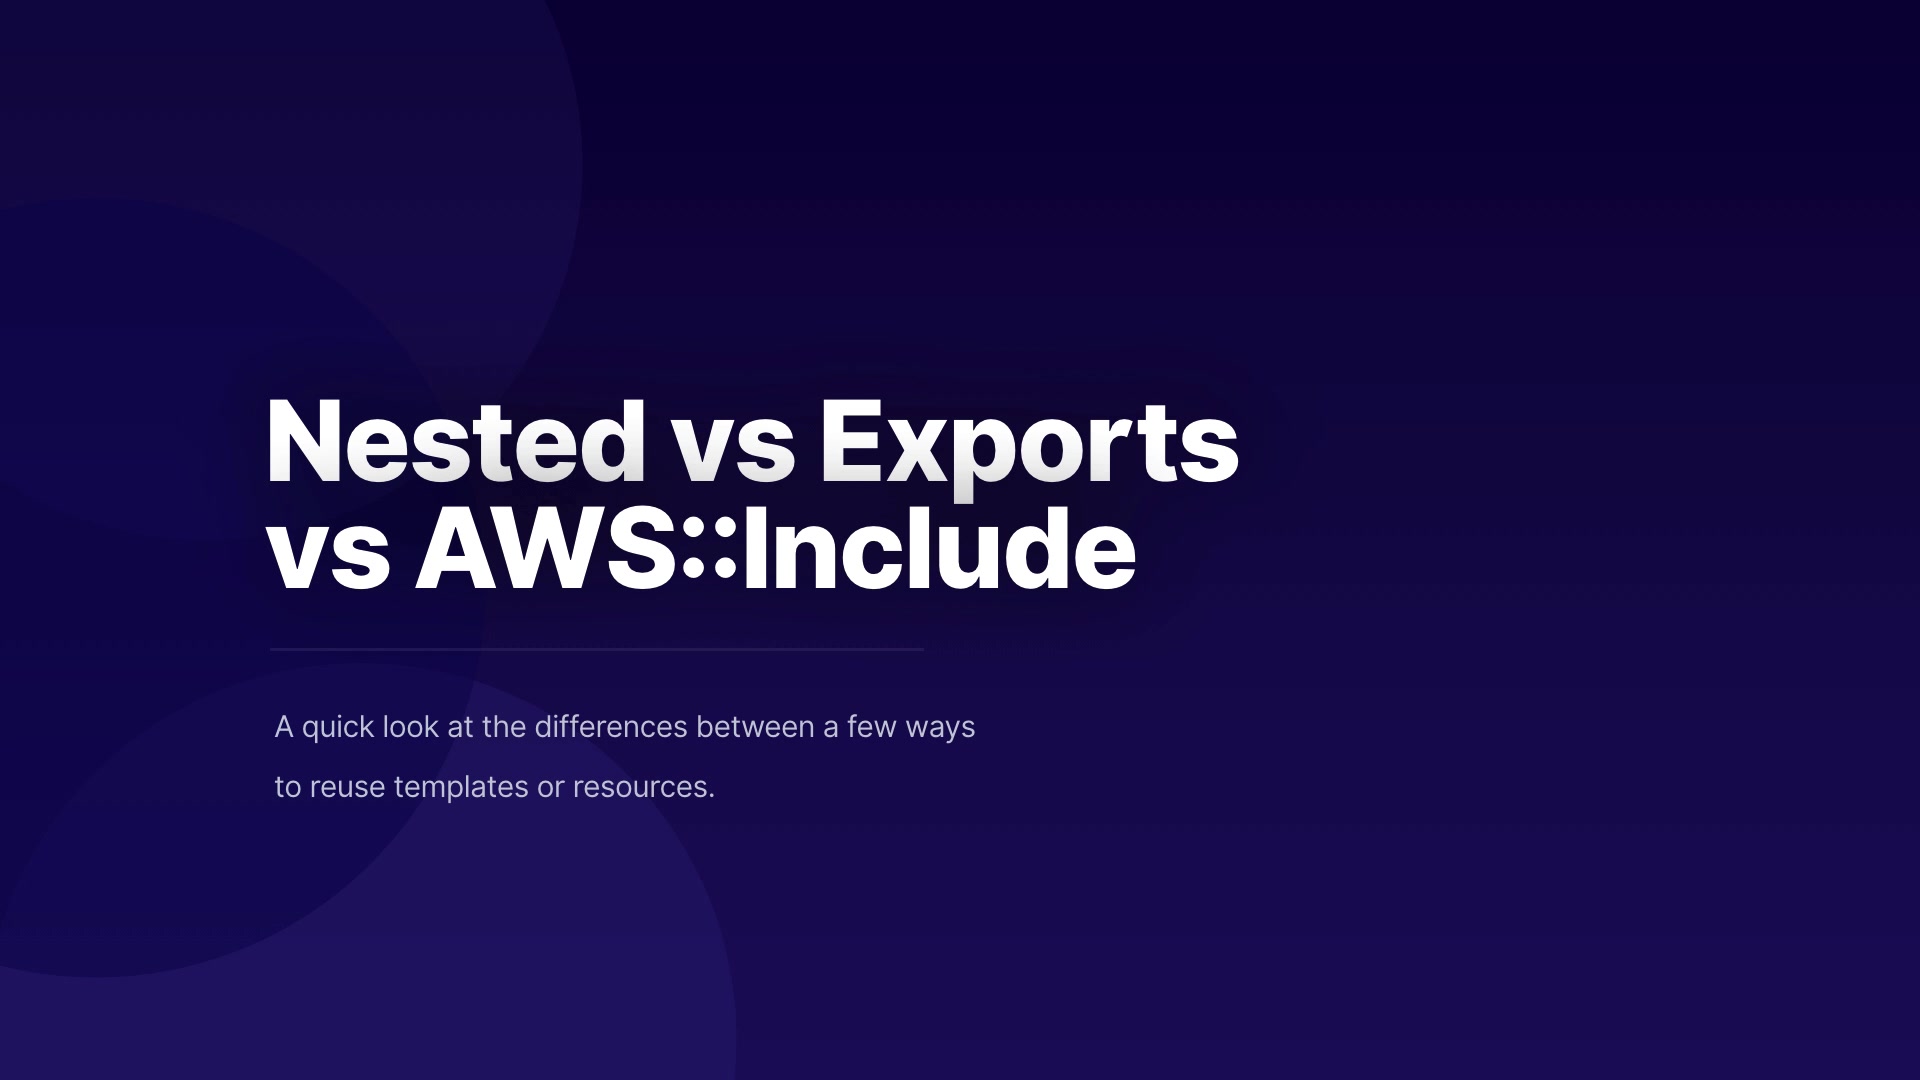 Nested vs Exports
vs AWS::Include
A quick look at the differences between a few ways
to reuse templates or resources.